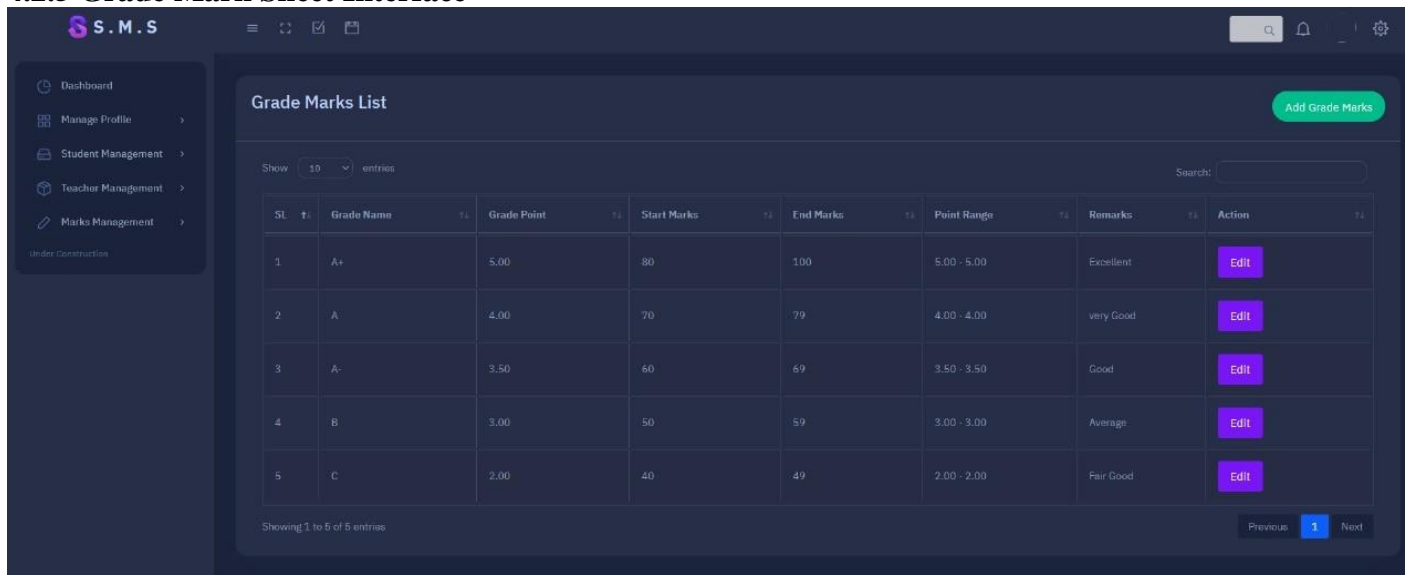 S.M.S
Dashboard
Manage Profile
Student Management
Teacher Management
Marks Management
Under Construction
Grade Marks List
Add Grade Marks
Show 10 entries
Search:
SL Grade Name Grade Point Start Marks End Marks Point Range Remarks Action
1 A+ 5.00 80 100 5.00 - 5.00 Excellent Edit
2 A 4.00 70 79 4.00 - 4.00 very Good Edit
3 A- 3.50 60 69 3.50 - 3.50 Good Edit
4 B 3.00 50 59 3.00 - 3.00 Average Edit
5 C 2.00 40 49 2.00 - 2.00 Fair Good Edit
Showing 1 to 5 of 5 entries
Previous 1 Next